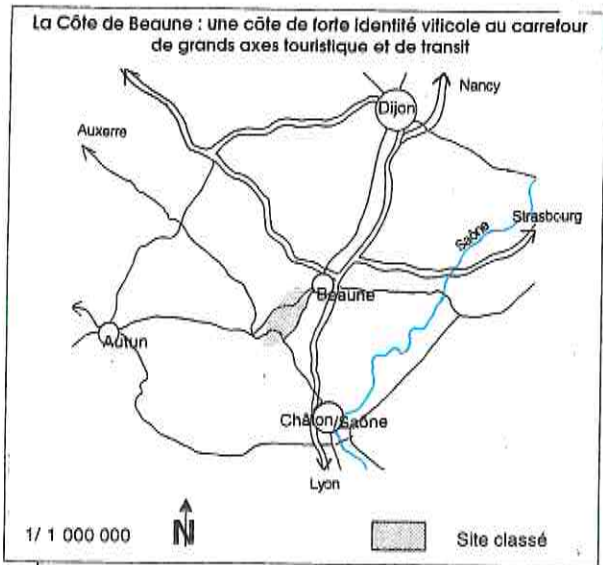 La Côte de Beaune : une côte de forte identité viticole au carrefour
de grands axes touristique et de transit
Nancy
Dijon
Auxerre
Strasbourg
Saône
Beaune
Autun
Châlon/Saône
Lyon
1/ 1 000 000
N
Site classé